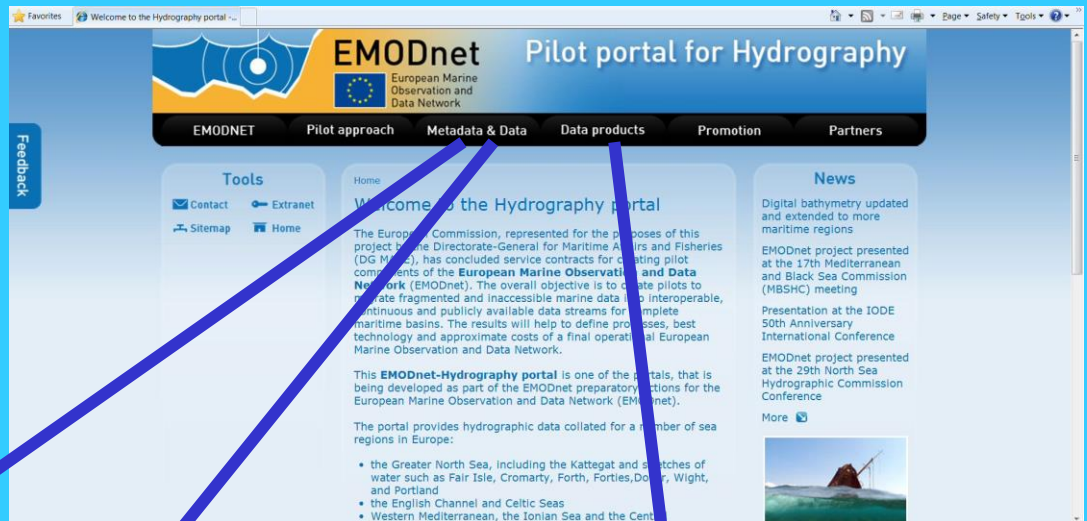 Favorites
Welcome to the Hydrography portal -...
Page
Safety
Tools
EMODnet
European Marine
Observation and
Data Network
Pilot portal for Hydrography
EMODNET
Pilot approach
Metadata & Data
Data products
Promotion
Partners
Feedback
Tools
Contact
Extranet
Sitemap
Home
Home
Welcome to the Hydrography portal
The European Commission, represented for the purposes of this
project by the Directorate-General for Maritime Affairs and Fisheries
(DG MARE), has concluded service contracts for creating pilot
components of the European Marine Observation and Data
Network (EMODnet). The overall objective is to create pilots to
migrate fragmented and inaccessible marine data into interoperable,
continuous and publicly available data streams for complete
maritime basins. The results will help to define processes, best
technology and approximate costs of a final operational European
Marine Observation and Data Network.
This EMODnet-Hydrography portal is one of the portals, that is
being developed as part of the EMODnet preparatory actions for the
European Marine Observation and Data Network (EMODnet).
The portal provides hydrographic data collated for a number of sea
regions in Europe:
• the Greater North Sea, including the Kattegat and stretches of
water such as Fair Isle, Cromarty, Forth, Forties, Dover, Wight,
and Portland
• the English Channel and Celtic Seas
• Western Mediterranean, the Ionian Sea and the Central
News
Digital bathymetry updated
and extended to more
maritime regions
EMODnet project presented
at the 17th Mediterranean
and Black Sea Commission
(MBSHC) meeting
Presentation at the IODE
50th Anniversary
International Conference
EMODnet project presented
at the 29th North Sea
Hydrographic Commission
Conference
More